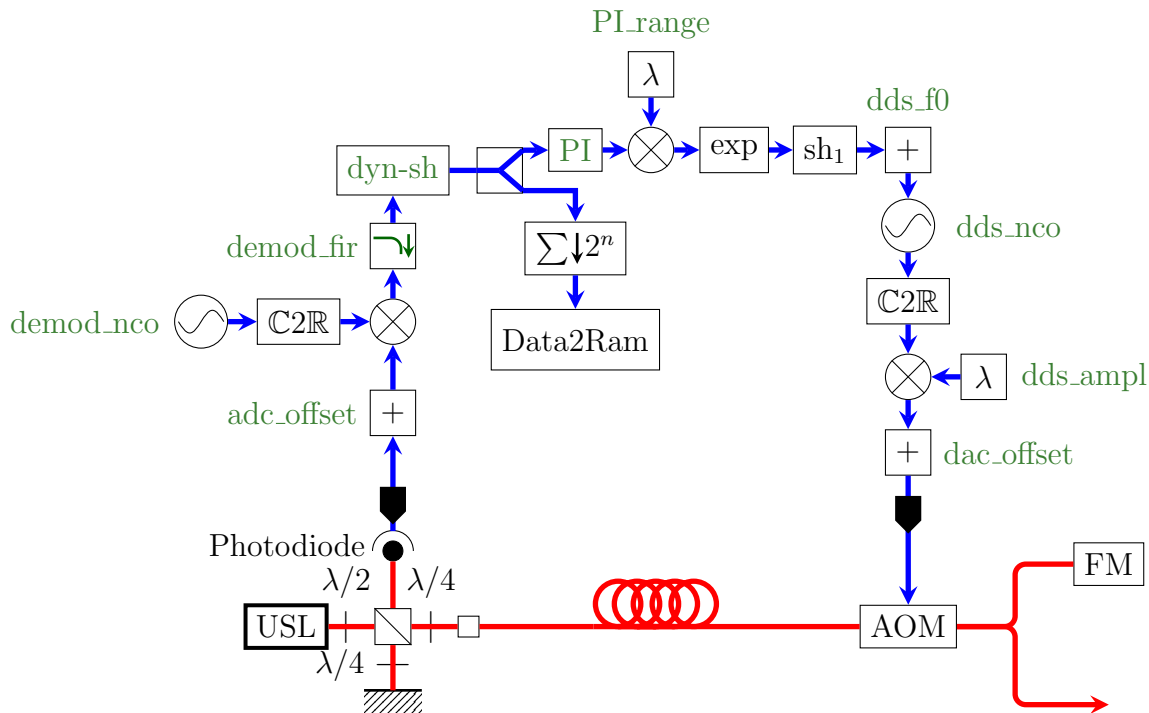 PI_range
λ
dds_f0
dyn-sh
PI
exp
sh₁
+
demod_fir
∑↓2ⁿ
dds_nco
demod_nco
ℂ2ℝ
ℂ2ℝ
Data2Ram
λ
dds_ampl
adc_offset
+
+
dac_offset
Photodiode
λ/2
λ/4
FM
USL
AOM
λ/4